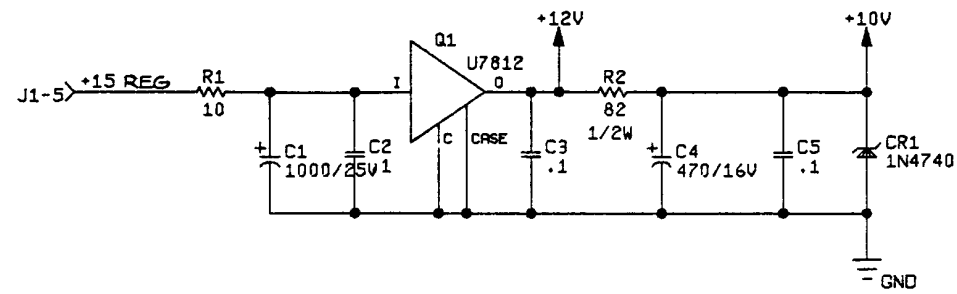 +12V
+10V
Q1
U7812
J1-5
+15 REG
R1
10
I
O
R2
82
1/2W
C
CASE
C1
1000/25V
C2
.1
C3
.1
C4
470/16V
C5
.1
CR1
1N4740
GND